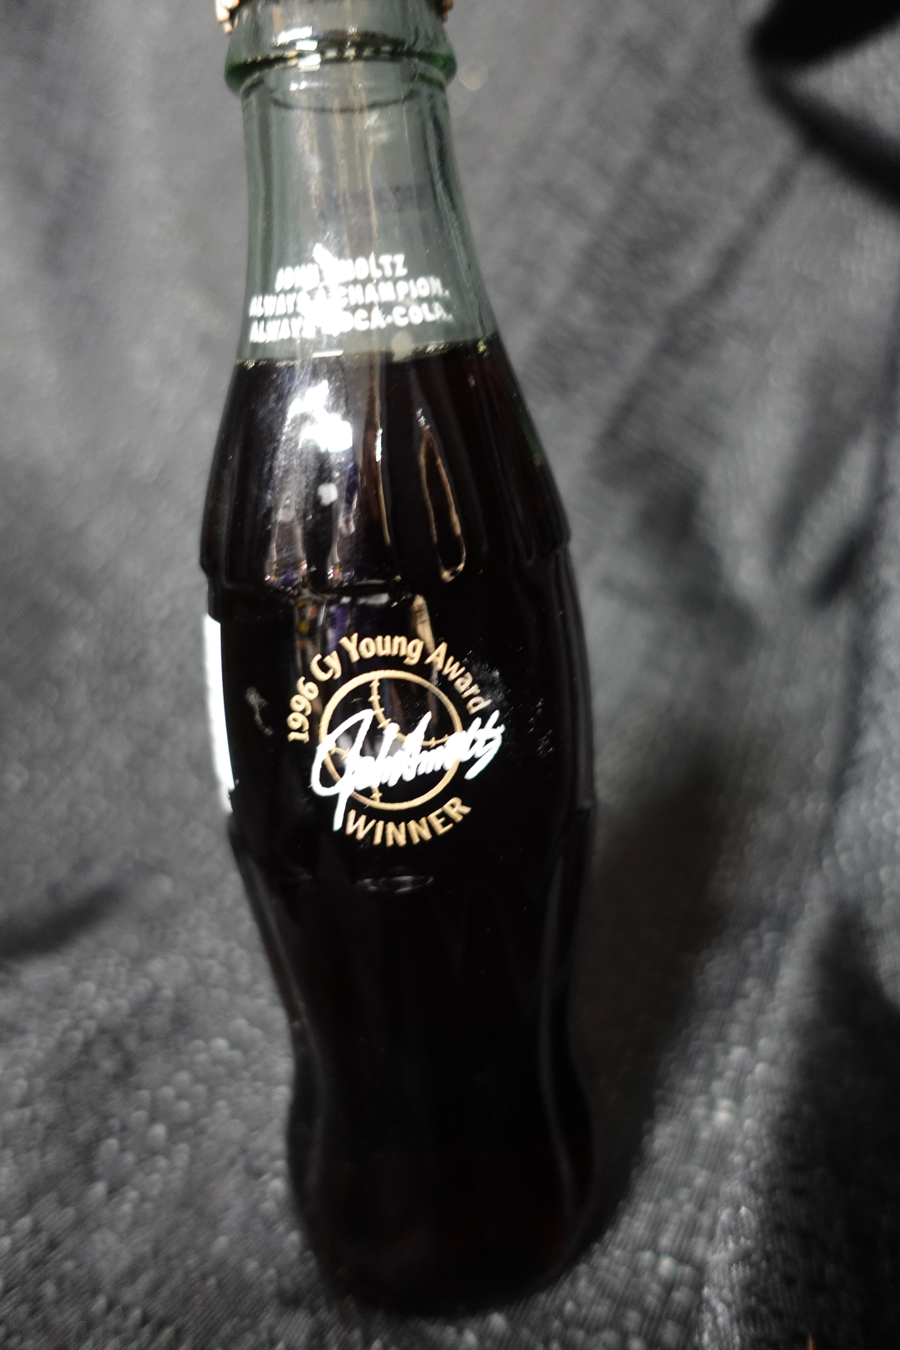 JOHN SMOLTZ
ALWAYS A CHAMPION.
ALWAYS COCA-COLA.
1996 Cy Young Award
John Smoltz
WINNER